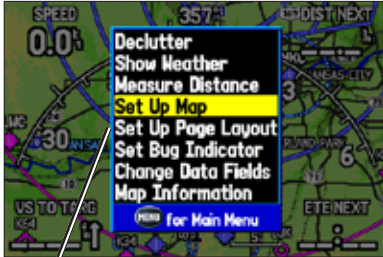 SPEED 357° DIST NEXT
0.0
Declutter
Show Weather
Measure Distance
Set Up Map
Set Up Page Layout
30
Set Bug Indicator
6
Change Data Fields
Map Information
VS TO TARG ETE NEXT
MENU for Main Menu